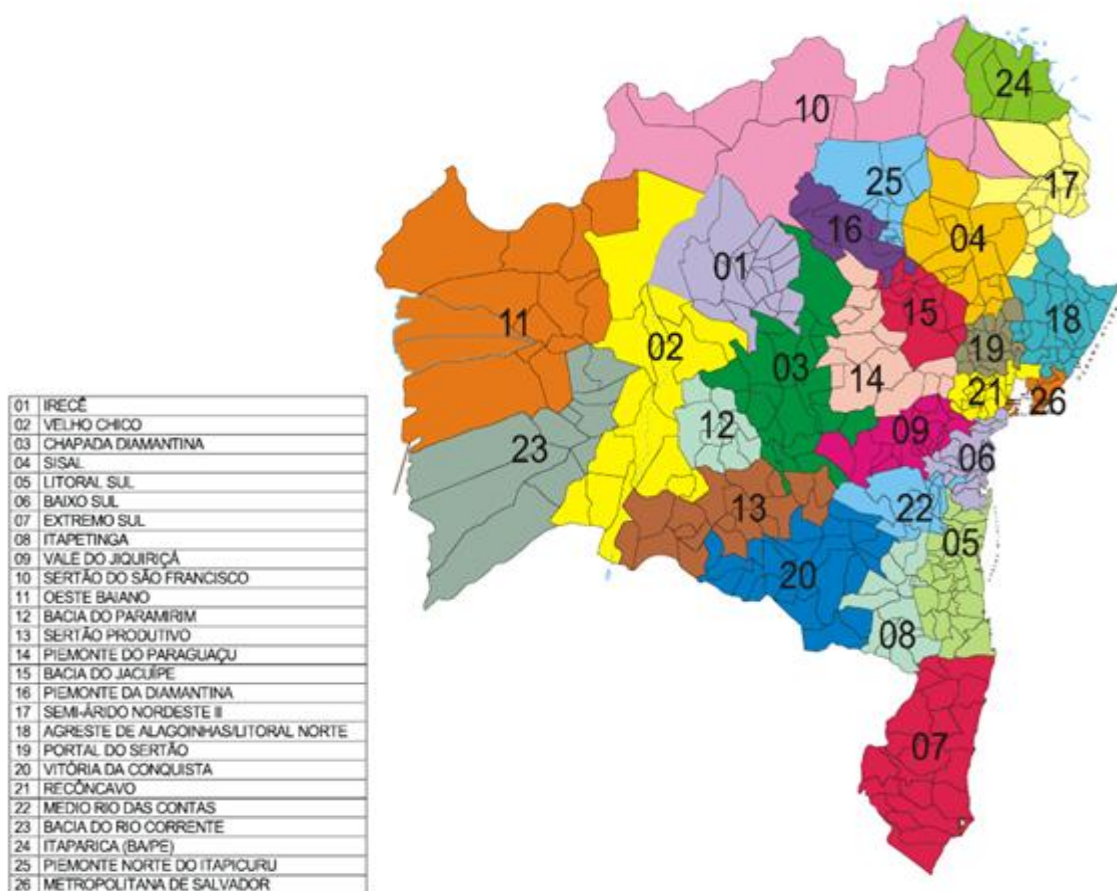 24
10
25
17
16
04
01
11
15
18
02
03
19
14
21
26
12
09
23
06
13
22
05
20
08
07
01 IRECÊ
02 VELHO CHICO
03 CHAPADA DIAMANTINA
04 SISAL
05 LITORAL SUL
06 BAIXO SUL
07 EXTREMO SUL
08 ITAPETINGA
09 VALE DO JIQUIRIÇÁ
10 SERTÃO DO SÃO FRANCISCO
11 OESTE BAIANO
12 BACIA DO PARAMIRIM
13 SERTÃO PRODUTIVO
14 PIEMONTE DO PARAGUAÇU
15 BACIA DO JACUÍPE
16 PIEMONTE DA DIAMANTINA
17 SEMI-ÁRIDO NORDESTE II
18 AGRESTE DE ALAGOINHAS/LITORAL NORTE
19 PORTAL DO SERTÃO
20 VITÓRIA DA CONQUISTA
21 RECÔNCAVO
22 MEDIO RIO DAS CONTAS
23 BACIA DO RIO CORRENTE
24 ITAPARICA (BA/PE)
25 PIEMONTE NORTE DO ITAPICURU
26 METROPOLITANA DE SALVADOR